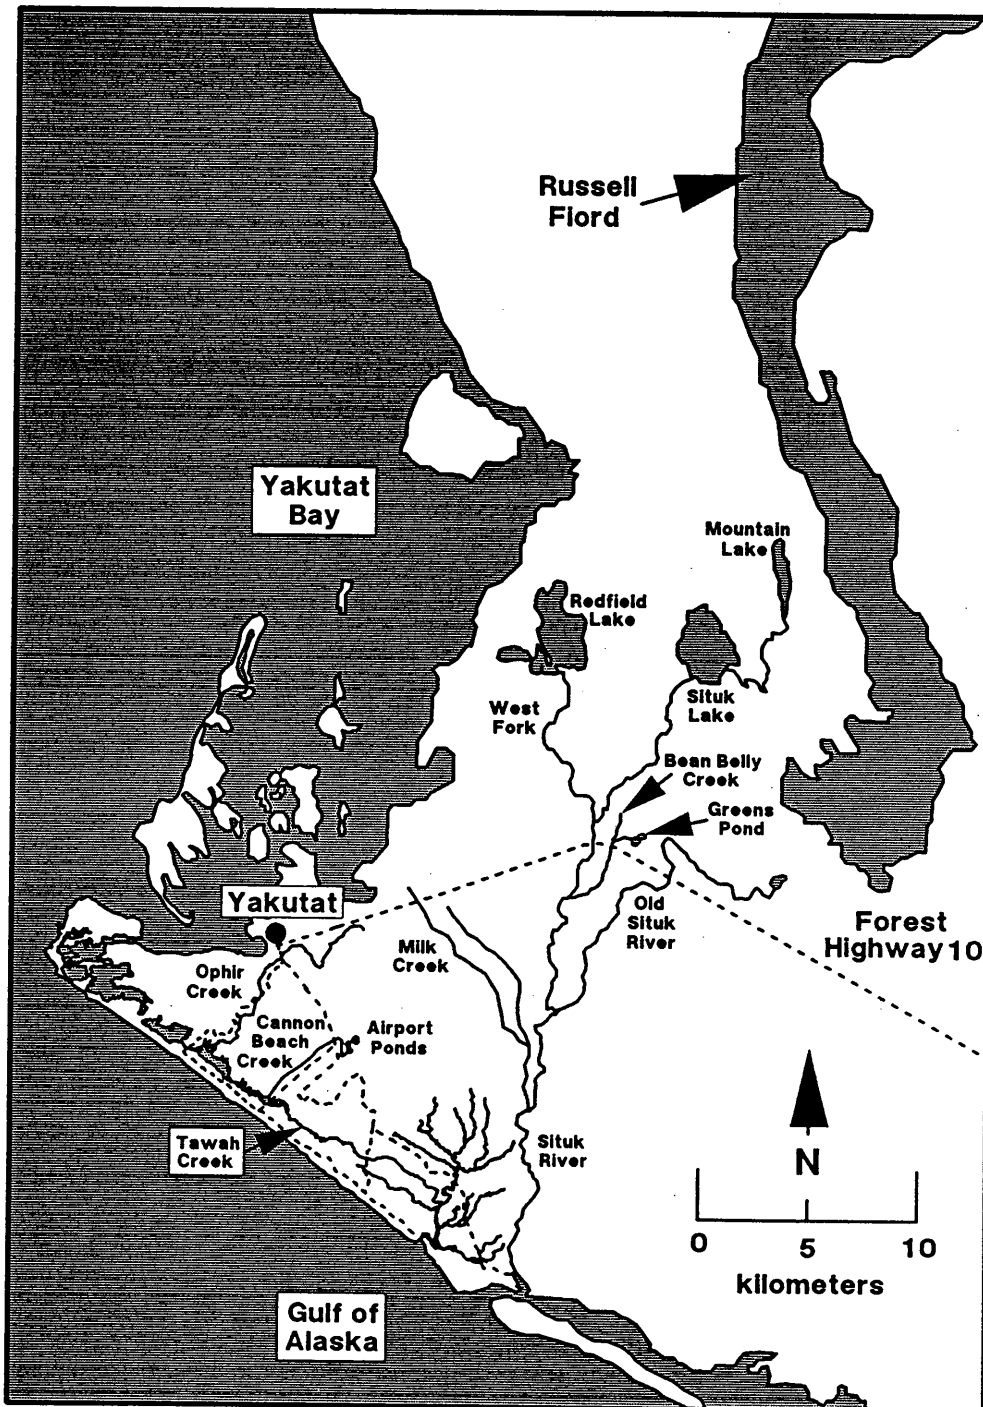 Russell
Fiord
Yakutat
Bay
Mountain
Lake
Redfield
Lake
West
Fork
Situk
Lake
Bean Belly
Creek
Greens
Pond
Yakutat
Old
Situk
River
Forest
Highway 10
Milk
Creek
Ophir
Creek
Cannon
Beach
Creek
Airport
Ponds
Tawah
Creek
Situk
River
N
0 5 10
kilometers
Gulf of
Alaska